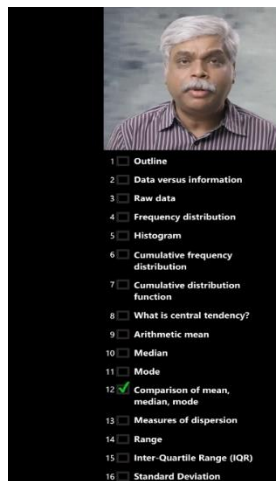 1 Outline
2 Data versus information
3 Raw data
4 Frequency distribution
5 Histogram
6 Cumulative frequency
distribution
7 Cumulative distribution
function
8 What is central tendency?
9 Arithmetic mean
10 Median
11 Mode
12 Comparison of mean,
median, mode
13 Measures of dispersion
14 Range
15 Inter-Quartile Range (IQR)
16 Standard Deviation